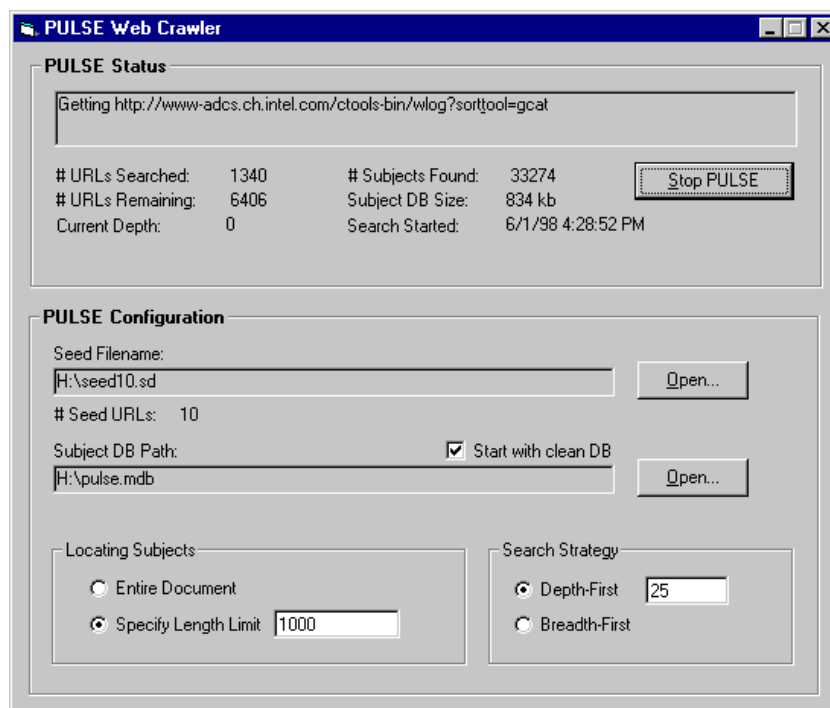 PULSE Web Crawler
PULSE Status
Getting http://www-adcs.ch.intel.com/ctools-bin/wlog?sorttool=gcat
# URLs Searched: 1340 # Subjects Found: 33274 Stop PULSE
# URLs Remaining: 6406 Subject DB Size: 834 kb
Current Depth: 0 Search Started: 6/1/98 4:28:52 PM
PULSE Configuration
Seed Filename:
H:\seed10.sd Open...
# Seed URLs: 10
Subject DB Path: Start with clean DB
H:\pulse.mdb Open...
Locating Subjects Search Strategy
Entire Document Depth-First 25
Specify Length Limit 1000 Breadth-First